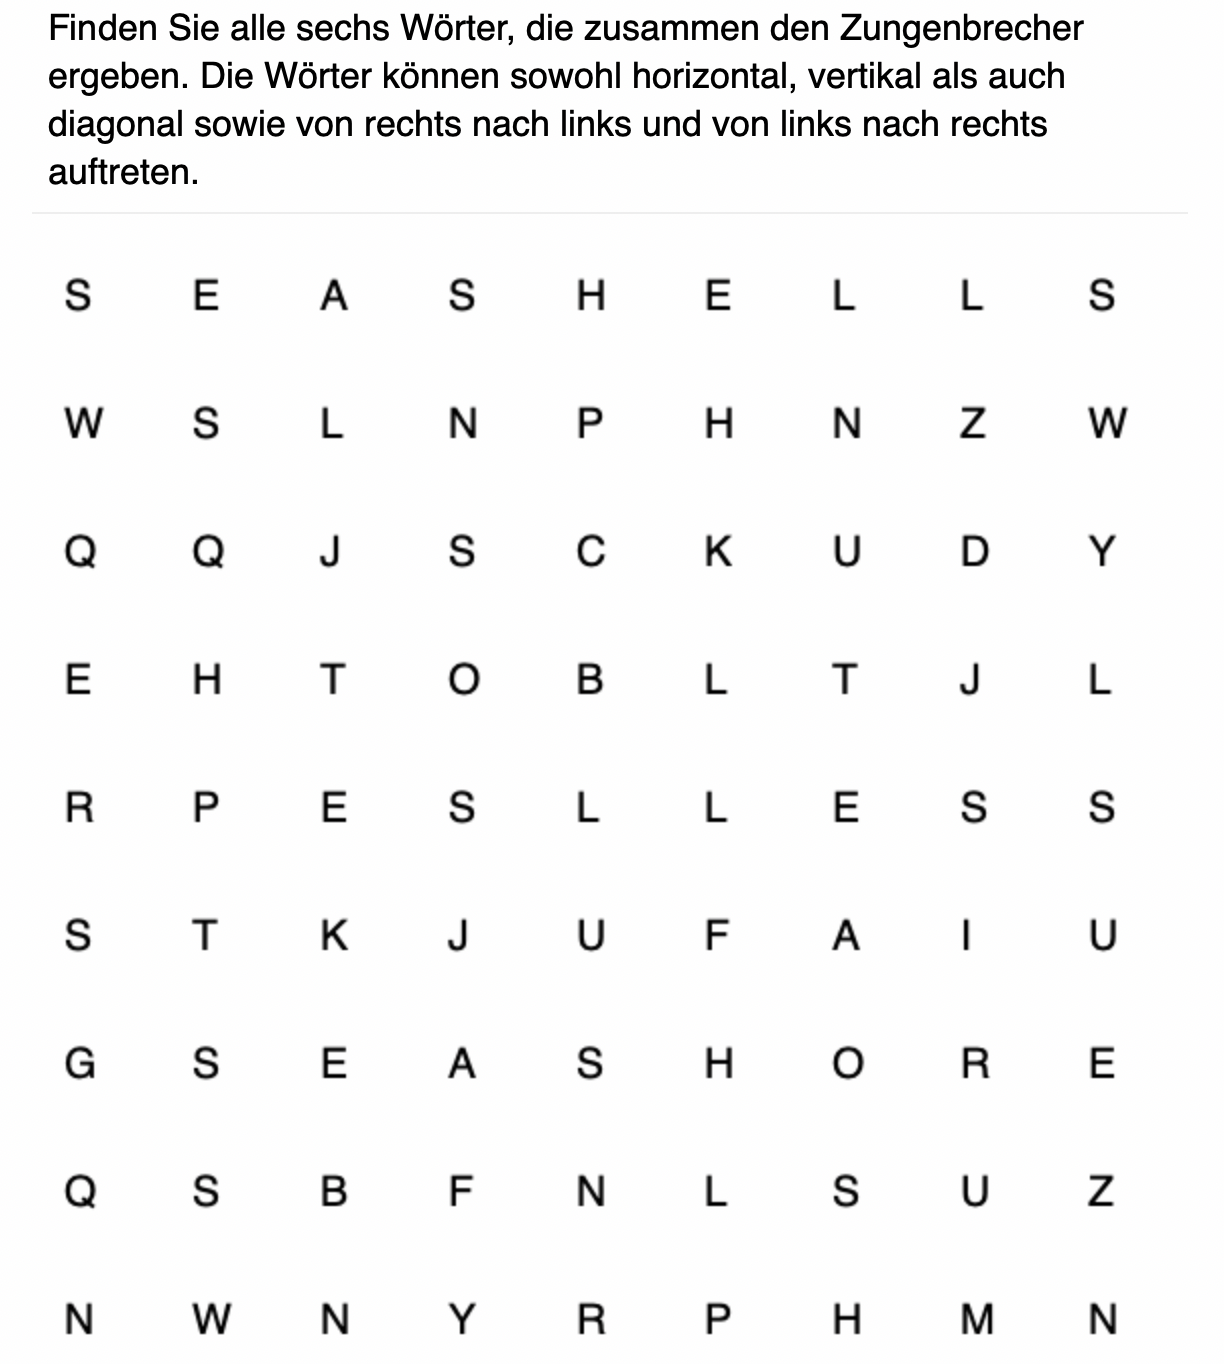 Finden Sie alle sechs Wörter, die zusammen den Zungenbrecher
ergeben. Die Wörter können sowohl horizontal, vertikal als auch
diagonal sowie von rechts nach links und von links nach rechts
auftreten.
S E A S H E L L S
W S L N P H N Z W
Q Q J S C K U D Y
E H T O B L T J L
R P E S L L E S S
S T K J U F A I U
G S E A S H O R E
Q S B F N L S U Z
N W N Y R P H M N